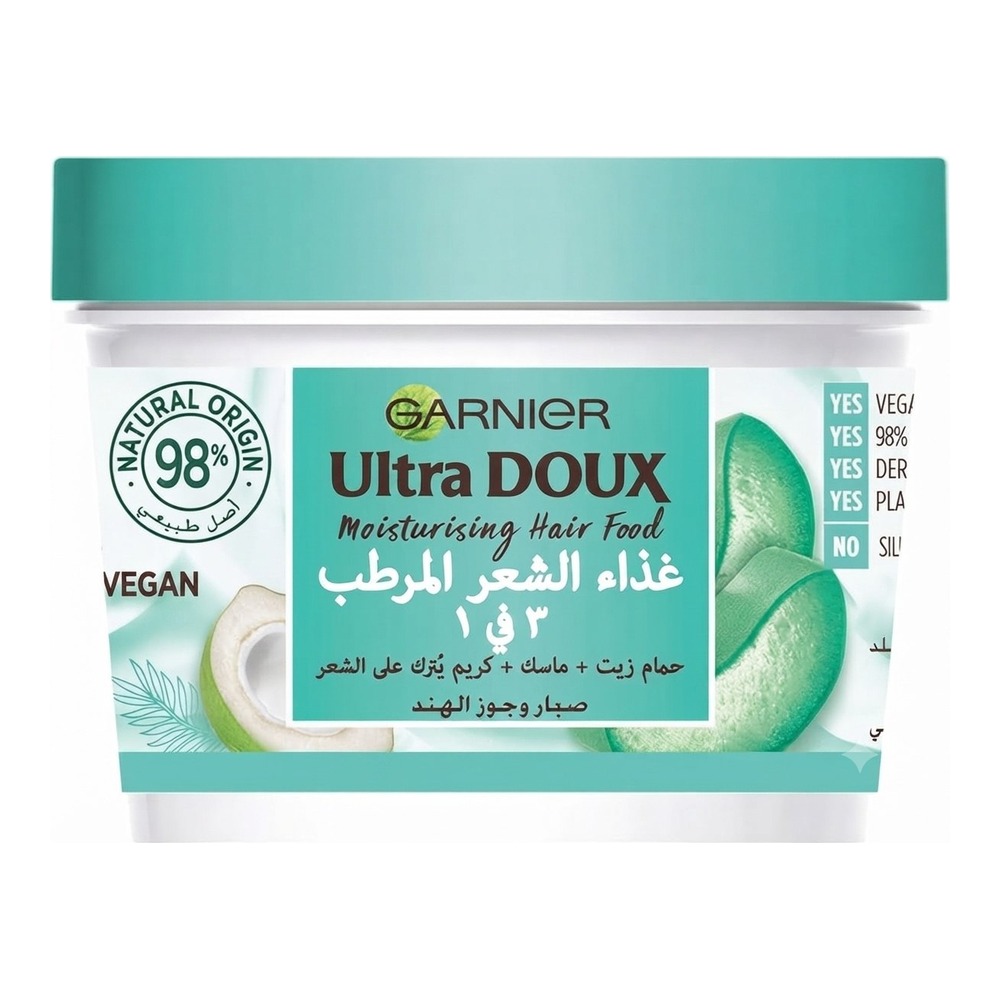 NATURAL ORIGIN
98%
أصل طبيعي
VEGAN
GARNIER
Ultra DOUX
Moisturising Hair Food
غذاء الشعر المرطب
٣ في ١
حمام زيت + ماسك + كريم يُترك على الشعر
صبار وجوز الهند
YES
YES 98%
YES
YES
NO